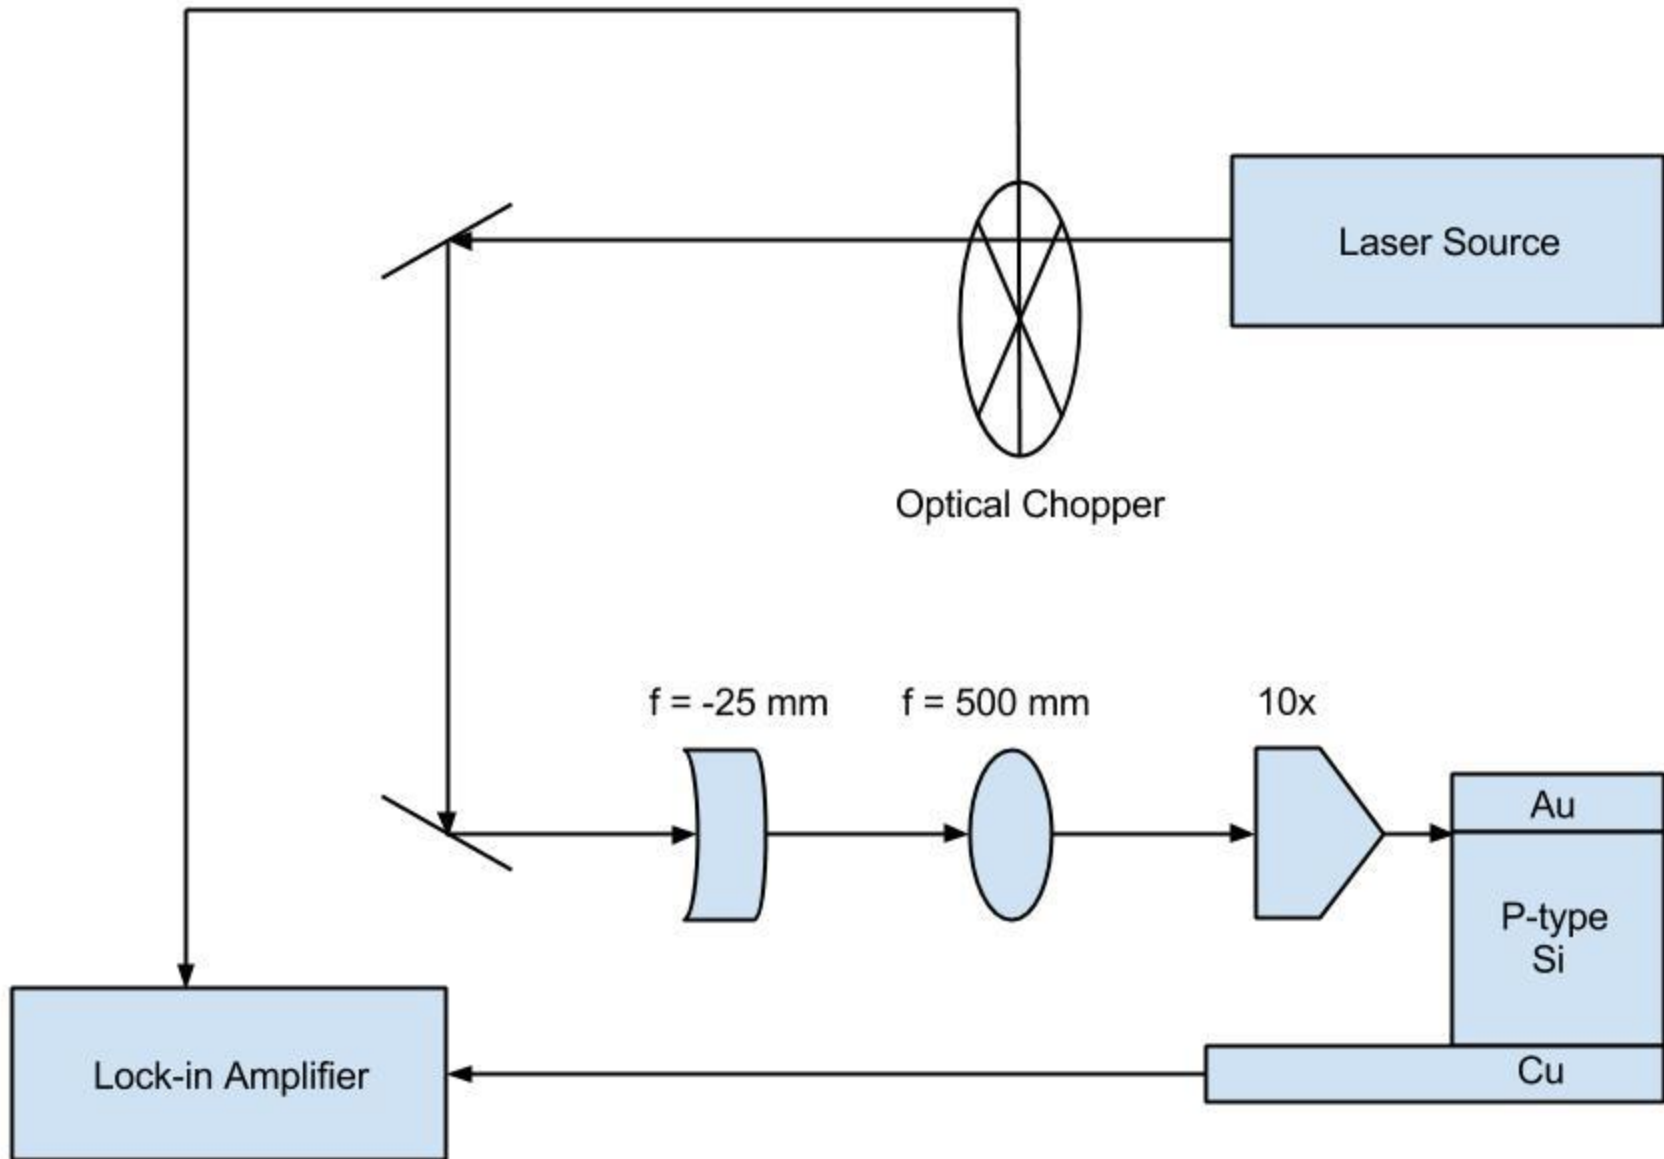 Laser Source
Optical Chopper
f = -25 mm
f = 500 mm
10x
Au
P-type
Si
Cu
Lock-in Amplifier